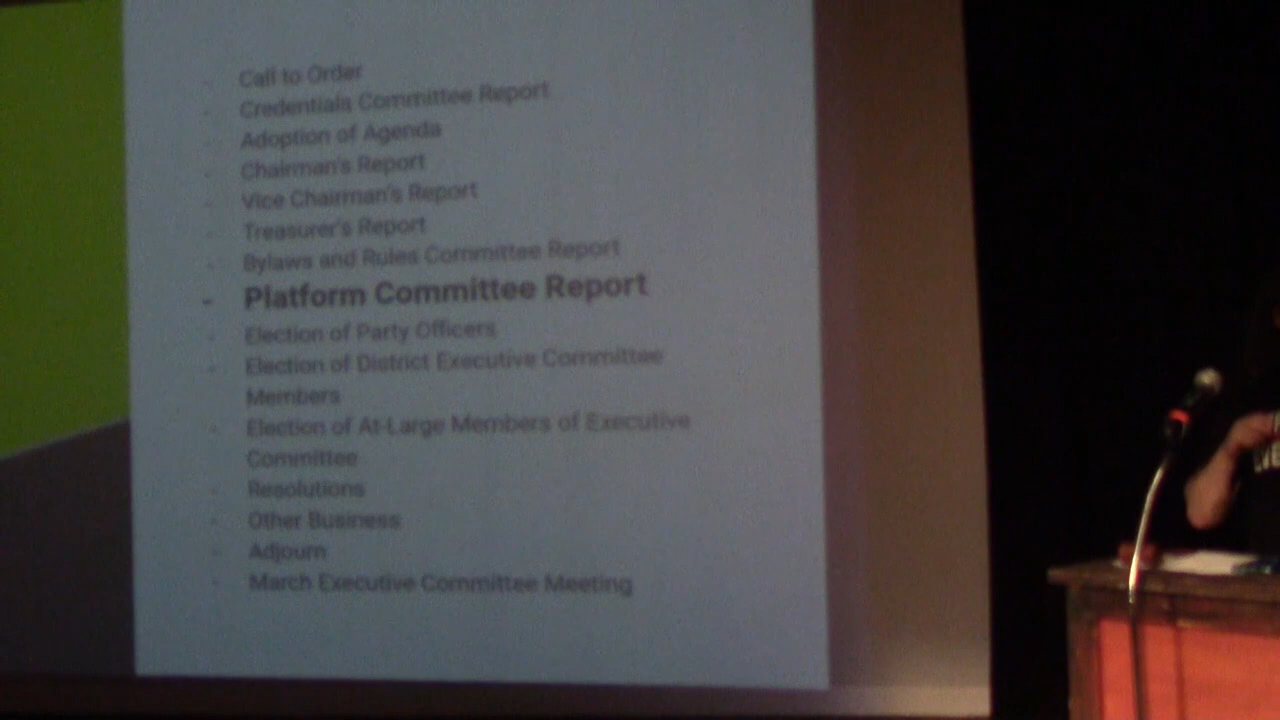 - Call to Order
- Credentials Committee Report
- Adoption of Agenda
- Chairman's Report
- Vice Chairman's Report
- Treasurer's Report
- Bylaws and Rules Committee Report
- Platform Committee Report
- Election of Party Officers
- Election of District Executive Committee
Members
- Election of At-Large Members of Executive
Committee
- Resolutions
- Other Business
- Adjourn
- March Executive Committee Meeting